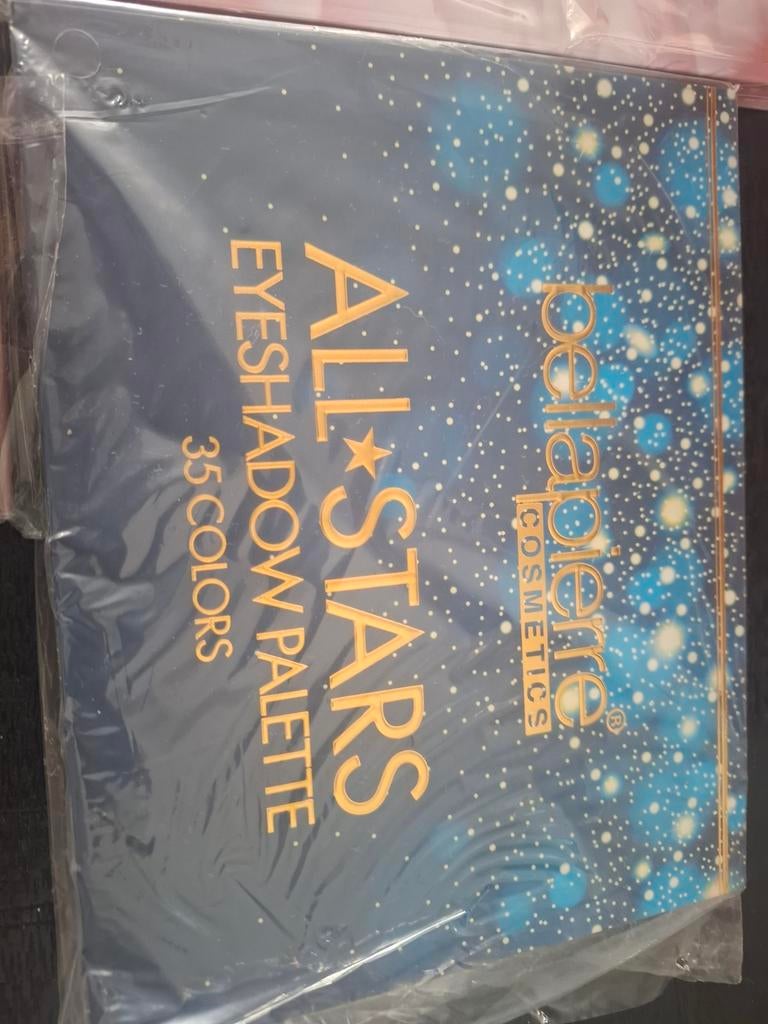 bellapierre®
COSMETICS
ALL★STARS
EYESHADOW PALETTE
35 COLORS